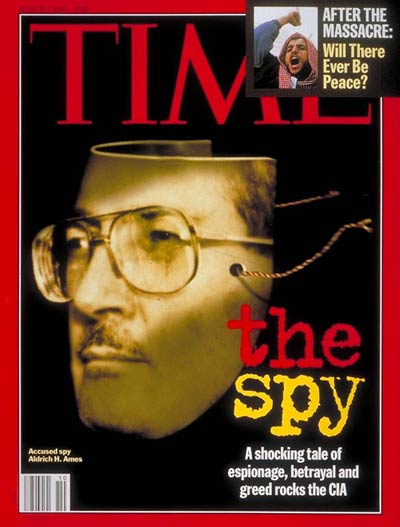 AFTER THE
MASSACRE:
Will There
Ever Be
Peace?
TIME
the
spy
Accused spy
Aldrich H. Ames
A shocking tale of
espionage, betrayal and
greed rocks the CIA
10